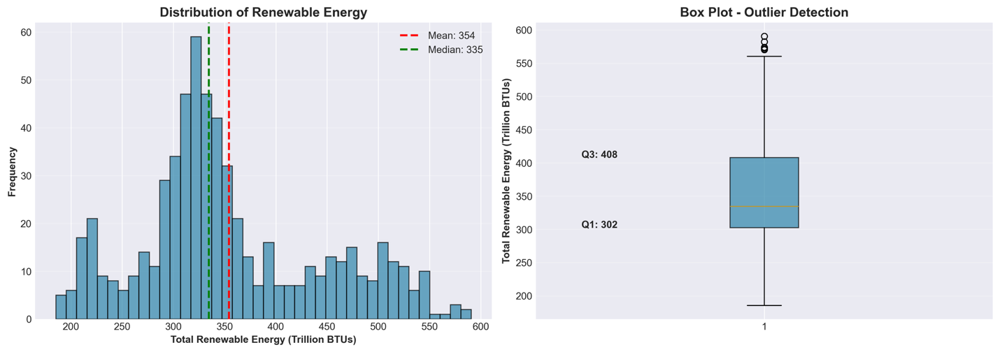 Distribution of Renewable Energy
60
50
40
30
20
10
0
Frequency
200
250
300
350
400
450
500
550
600
Total Renewable Energy (Trillion BTUs)
Mean: 354
Median: 335
Box Plot - Outlier Detection
600
550
500
450
400
350
300
250
200
Total Renewable Energy (Trillion BTUs)
Q3: 408
Q1: 302
1